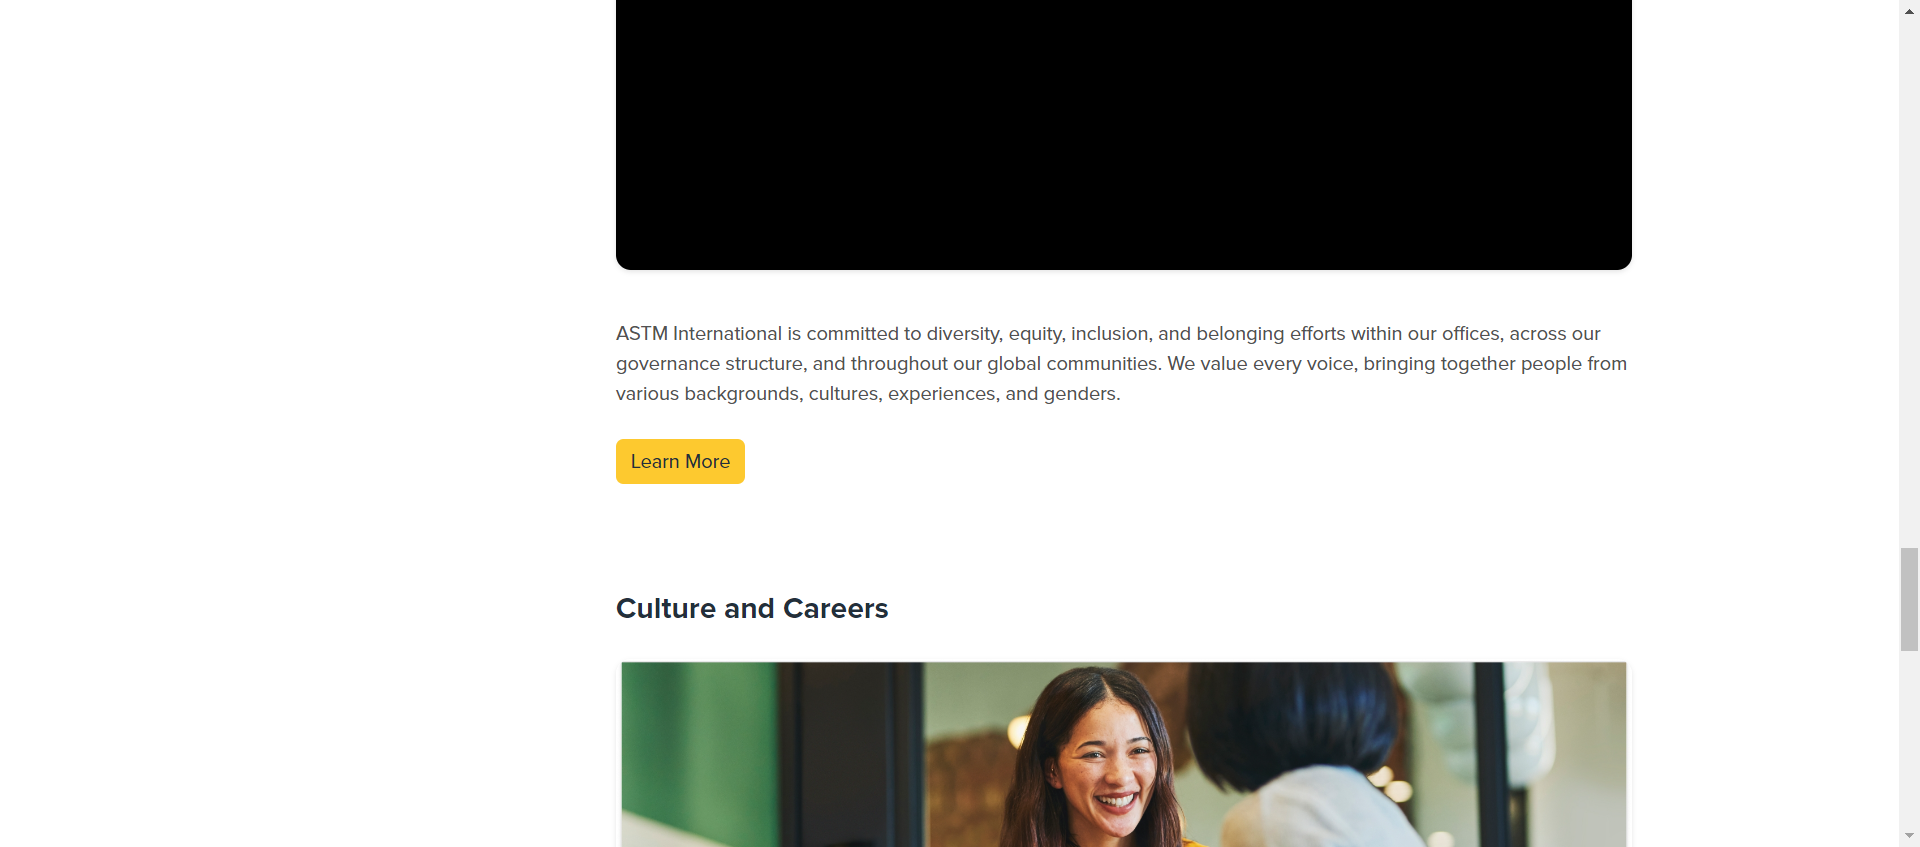 ASTM International is committed to diversity, equity, inclusion, and belonging efforts within our offices, across our
governance structure, and throughout our global communities. We value every voice, bringing together people from
various backgrounds, cultures, experiences, and genders.
Learn More
Culture and Careers